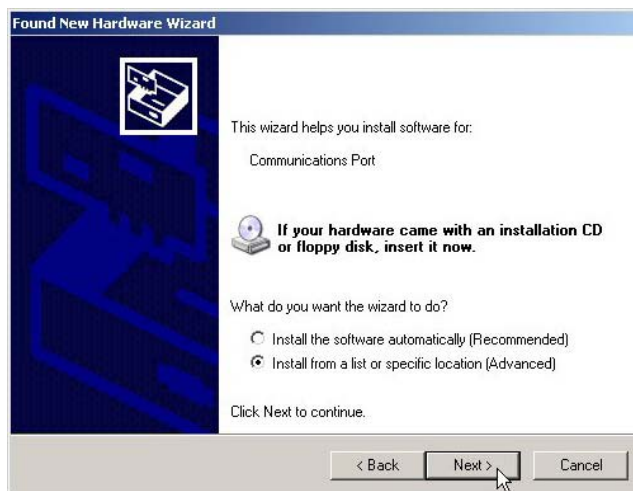 Found New Hardware Wizard
This wizard helps you install software for:
Communications Port
If your hardware came with an installation CD
or floppy disk, insert it now.
What do you want the wizard to do?
Install the software automatically (Recommended)
Install from a list or specific location (Advanced)
Click Next to continue.
< Back Next > Cancel